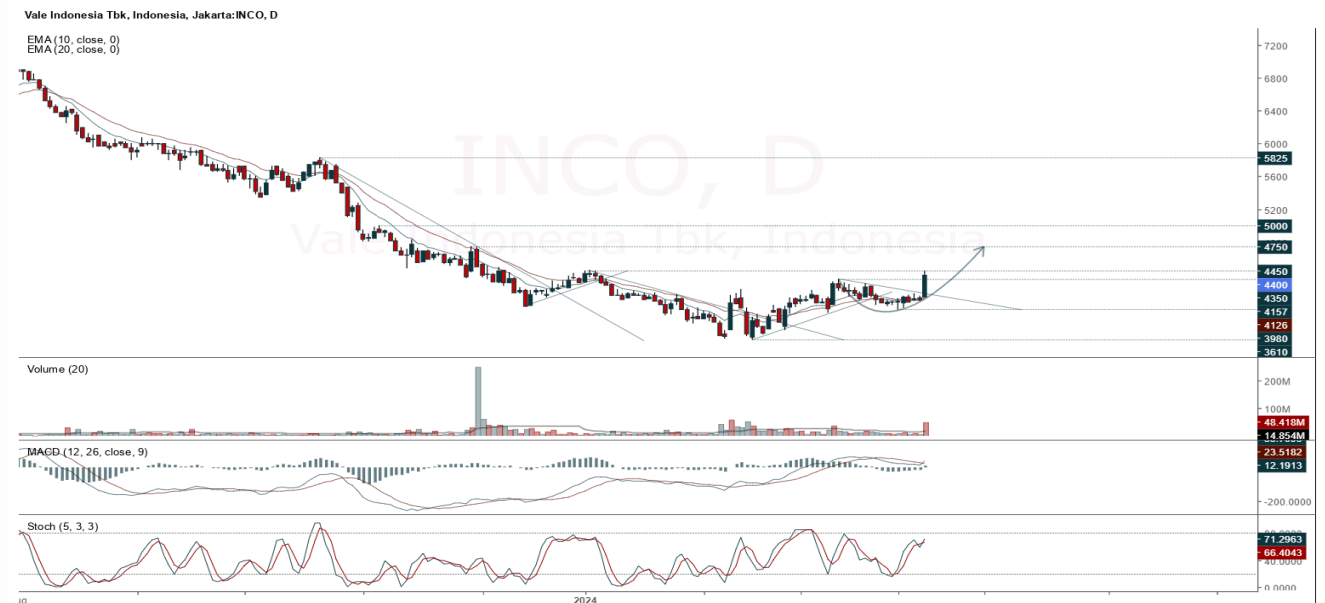 Vale Indonesia Tbk, Indonesia, Jakarta:INCO, D
EMA (10, close, 0)
EMA (20, close, 0)
INCO, D
Vale Indonesia Tbk, Indonesia
7200
6800
6400
6000
5825
5600
5200
5000
4750
4450
4400
4350
4157
4126
3980
3610
Volume (20)
200M
100M
48.418M
14.854M
MACD (12, 26, close, 9)
23.5182
12.1913
-200.0000
Stoch (5, 3, 3)
71.2963
66.4043
40.0000
0.0000
2024